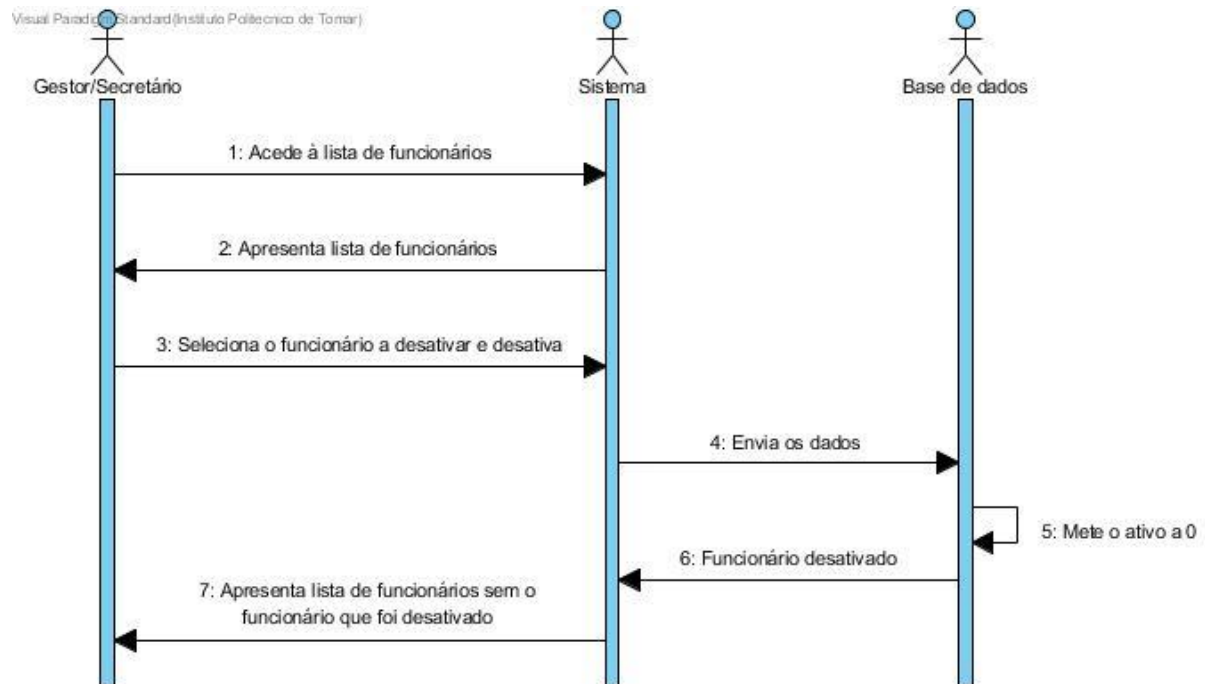 Visual Paradigm Standard(Instituto Politecnico de Tomar)
Gestor/Secretário
Sistema
Base de dados
1: Acede à lista de funcionários
2: Apresenta lista de funcionários
3: Seleciona o funcionário a desativar e desativa
4: Envia os dados
5: Mete o ativo a 0
6: Funcionário desativado
7: Apresenta lista de funcionários sem o
funcionário que foi desativado